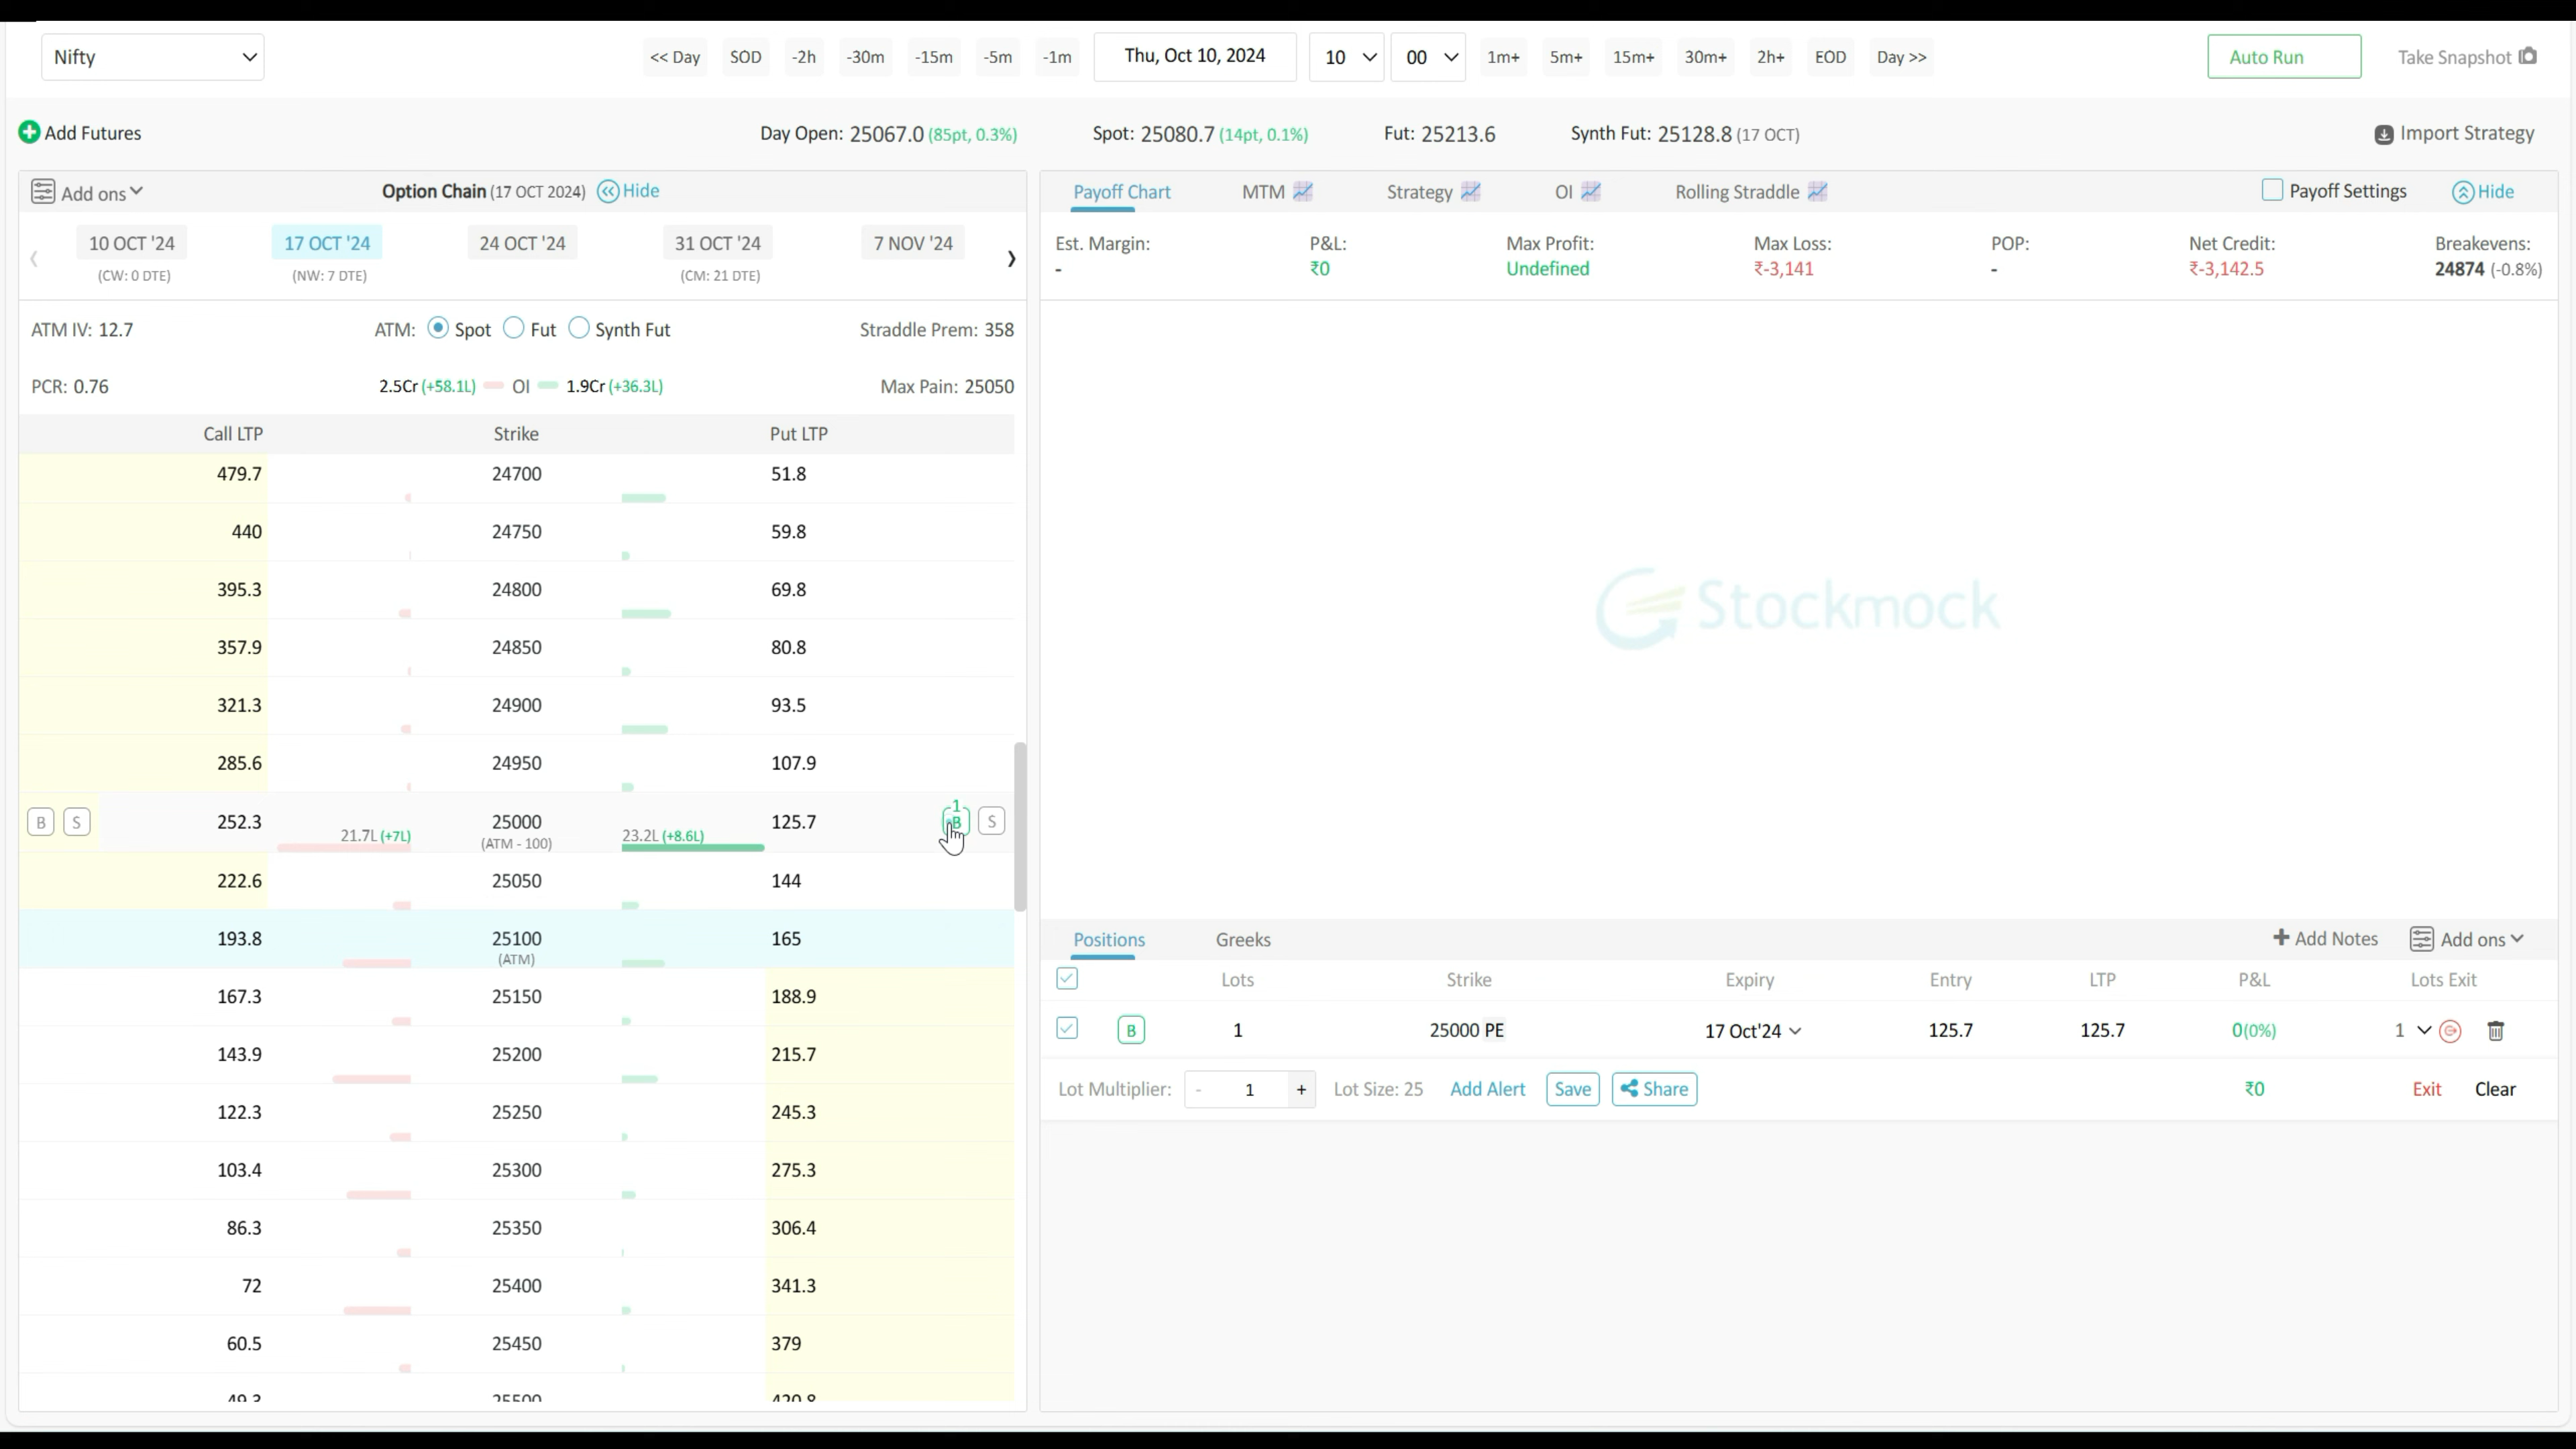 Nifty
<< Day SOD -2h -30m -15m -5m -1m Thu, Oct 10, 2024 10 00 1m+ 5m+ 15m+ 30m+ 2h+ EOD Day >>
Auto Run
Take Snapshot
Add Futures
Day Open: 25067.0 (85pt, 0.3%) Spot: 25080.7 (14pt, 0.1%) Fut: 25213.6 Synth Fut: 25128.8 (17 OCT)
Import Strategy
Add ons Option Chain (17 OCT 2024) Hide
10 OCT '24 17 OCT '24 24 OCT '24 31 OCT '24 7 NOV '24
(CW: 0 DTE) (NW: 7 DTE) (CM: 21 DTE)
ATM IV: 12.7 ATM: Spot Fut Synth Fut Straddle Prem: 358
PCR: 0.76 2.5Cr (+58.1L) OI 1.9Cr (+36.3L) Max Pain: 25050
Call LTP Strike Put LTP
479.7 24700 51.8
440 24750 59.8
395.3 24800 69.8
357.9 24850 80.8
321.3 24900 93.5
285.6 24950 107.9
B S 252.3 21.7L (+7L) 25000 23.2L (+8.6L) 125.7 1 B S
(ATM - 100)
222.6 25050 144
193.8 25100 165
(ATM)
167.3 25150 188.9
143.9 25200 215.7
122.3 25250 245.3
103.4 25300 275.3
86.3 25350 306.4
72 25400 341.3
60.5 25450 379
49.3 25500 420.8
Payoff Chart MTM Strategy OI Rolling Straddle Payoff Settings Hide
Est. Margin: P&L: Max Profit: Max Loss: POP: Net Credit: Breakevens:
- ₹0 Undefined ₹-3,141 - ₹-3,142.5 24874 (-0.8%)
Stockmock
Positions Greeks + Add Notes Add ons
Lots Strike Expiry Entry LTP P&L Lots Exit
B 1 25000 PE 17 Oct'24 125.7 125.7 0(0%) 1
Lot Multiplier: - 1 + Lot Size: 25 Add Alert Save Share ₹0 Exit Clear